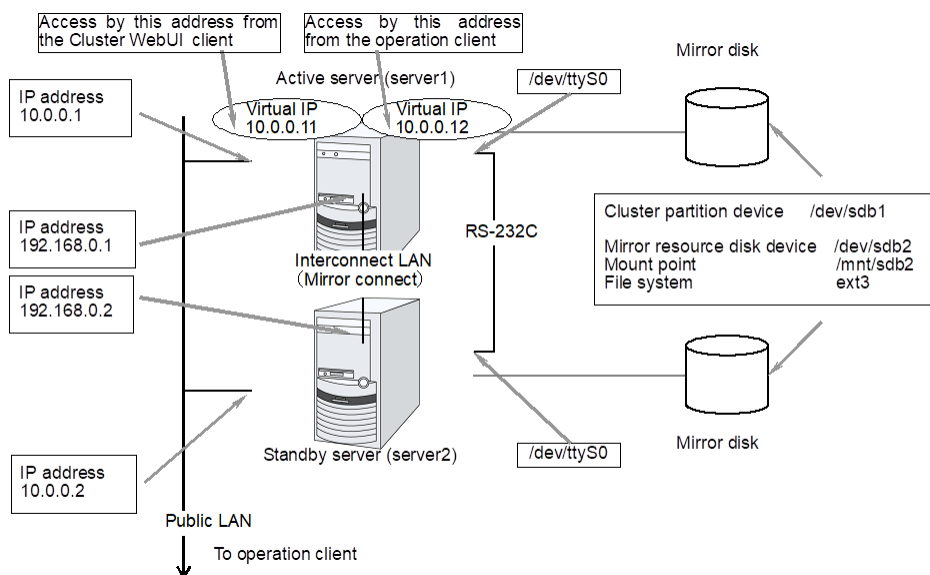 Access by this address from
the Cluster WebUI client
Access by this address
from the operation client
Mirror disk
Active server (server1)
/dev/ttyS0
IP address
10.0.0.1
Virtual IP
10.0.0.11
Virtual IP
10.0.0.12
Cluster partition device /dev/sdb1
Mirror resource disk device /dev/sdb2
Mount point /mnt/sdb2
File system ext3
IP address
192.168.0.1
RS-232C
Interconnect LAN
(Mirror connect)
IP address
192.168.0.2
Mirror disk
Standby server (server2)
/dev/ttyS0
IP address
10.0.0.2
Public LAN
To operation client